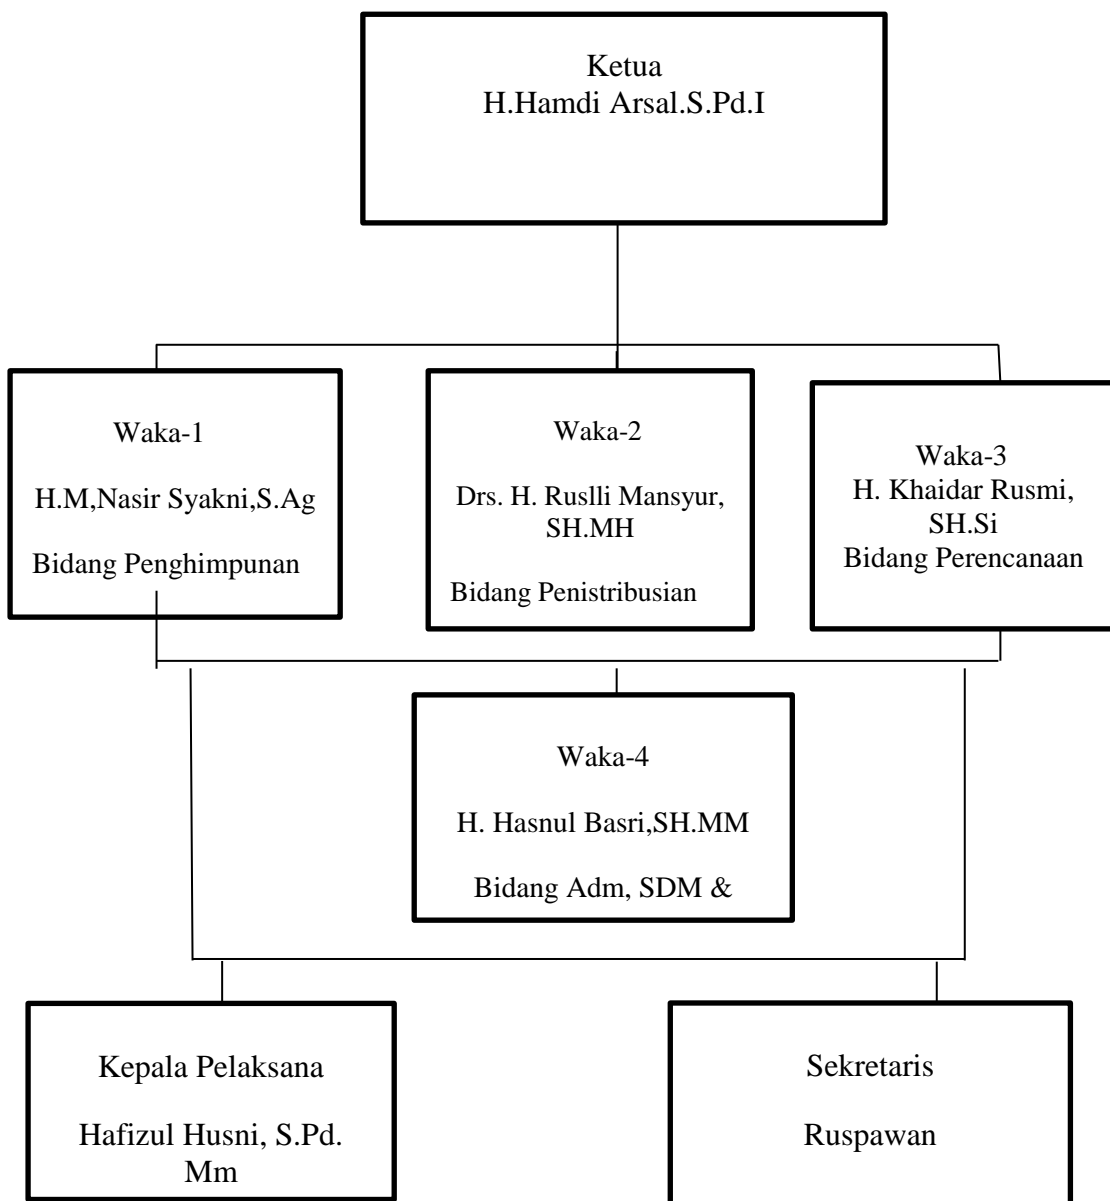 Ketua
H.Hamdi Arsal.S.Pd.I
Waka-1
H.M,Nasir Syakni,S.Ag
Bidang Penghimpunan
Waka-2
Drs. H. Ruslli Mansyur,
SH.MH
Bidang Penistribusian
Waka-3
H. Khaidar Rusmi,
SH.Si
Bidang Perencanaan
Waka-4
H. Hasnul Basri,SH.MM
Bidang Adm, SDM &
Kepala Pelaksana
Hafizul Husni, S.Pd.
Mm
Sekretaris
Ruspawan